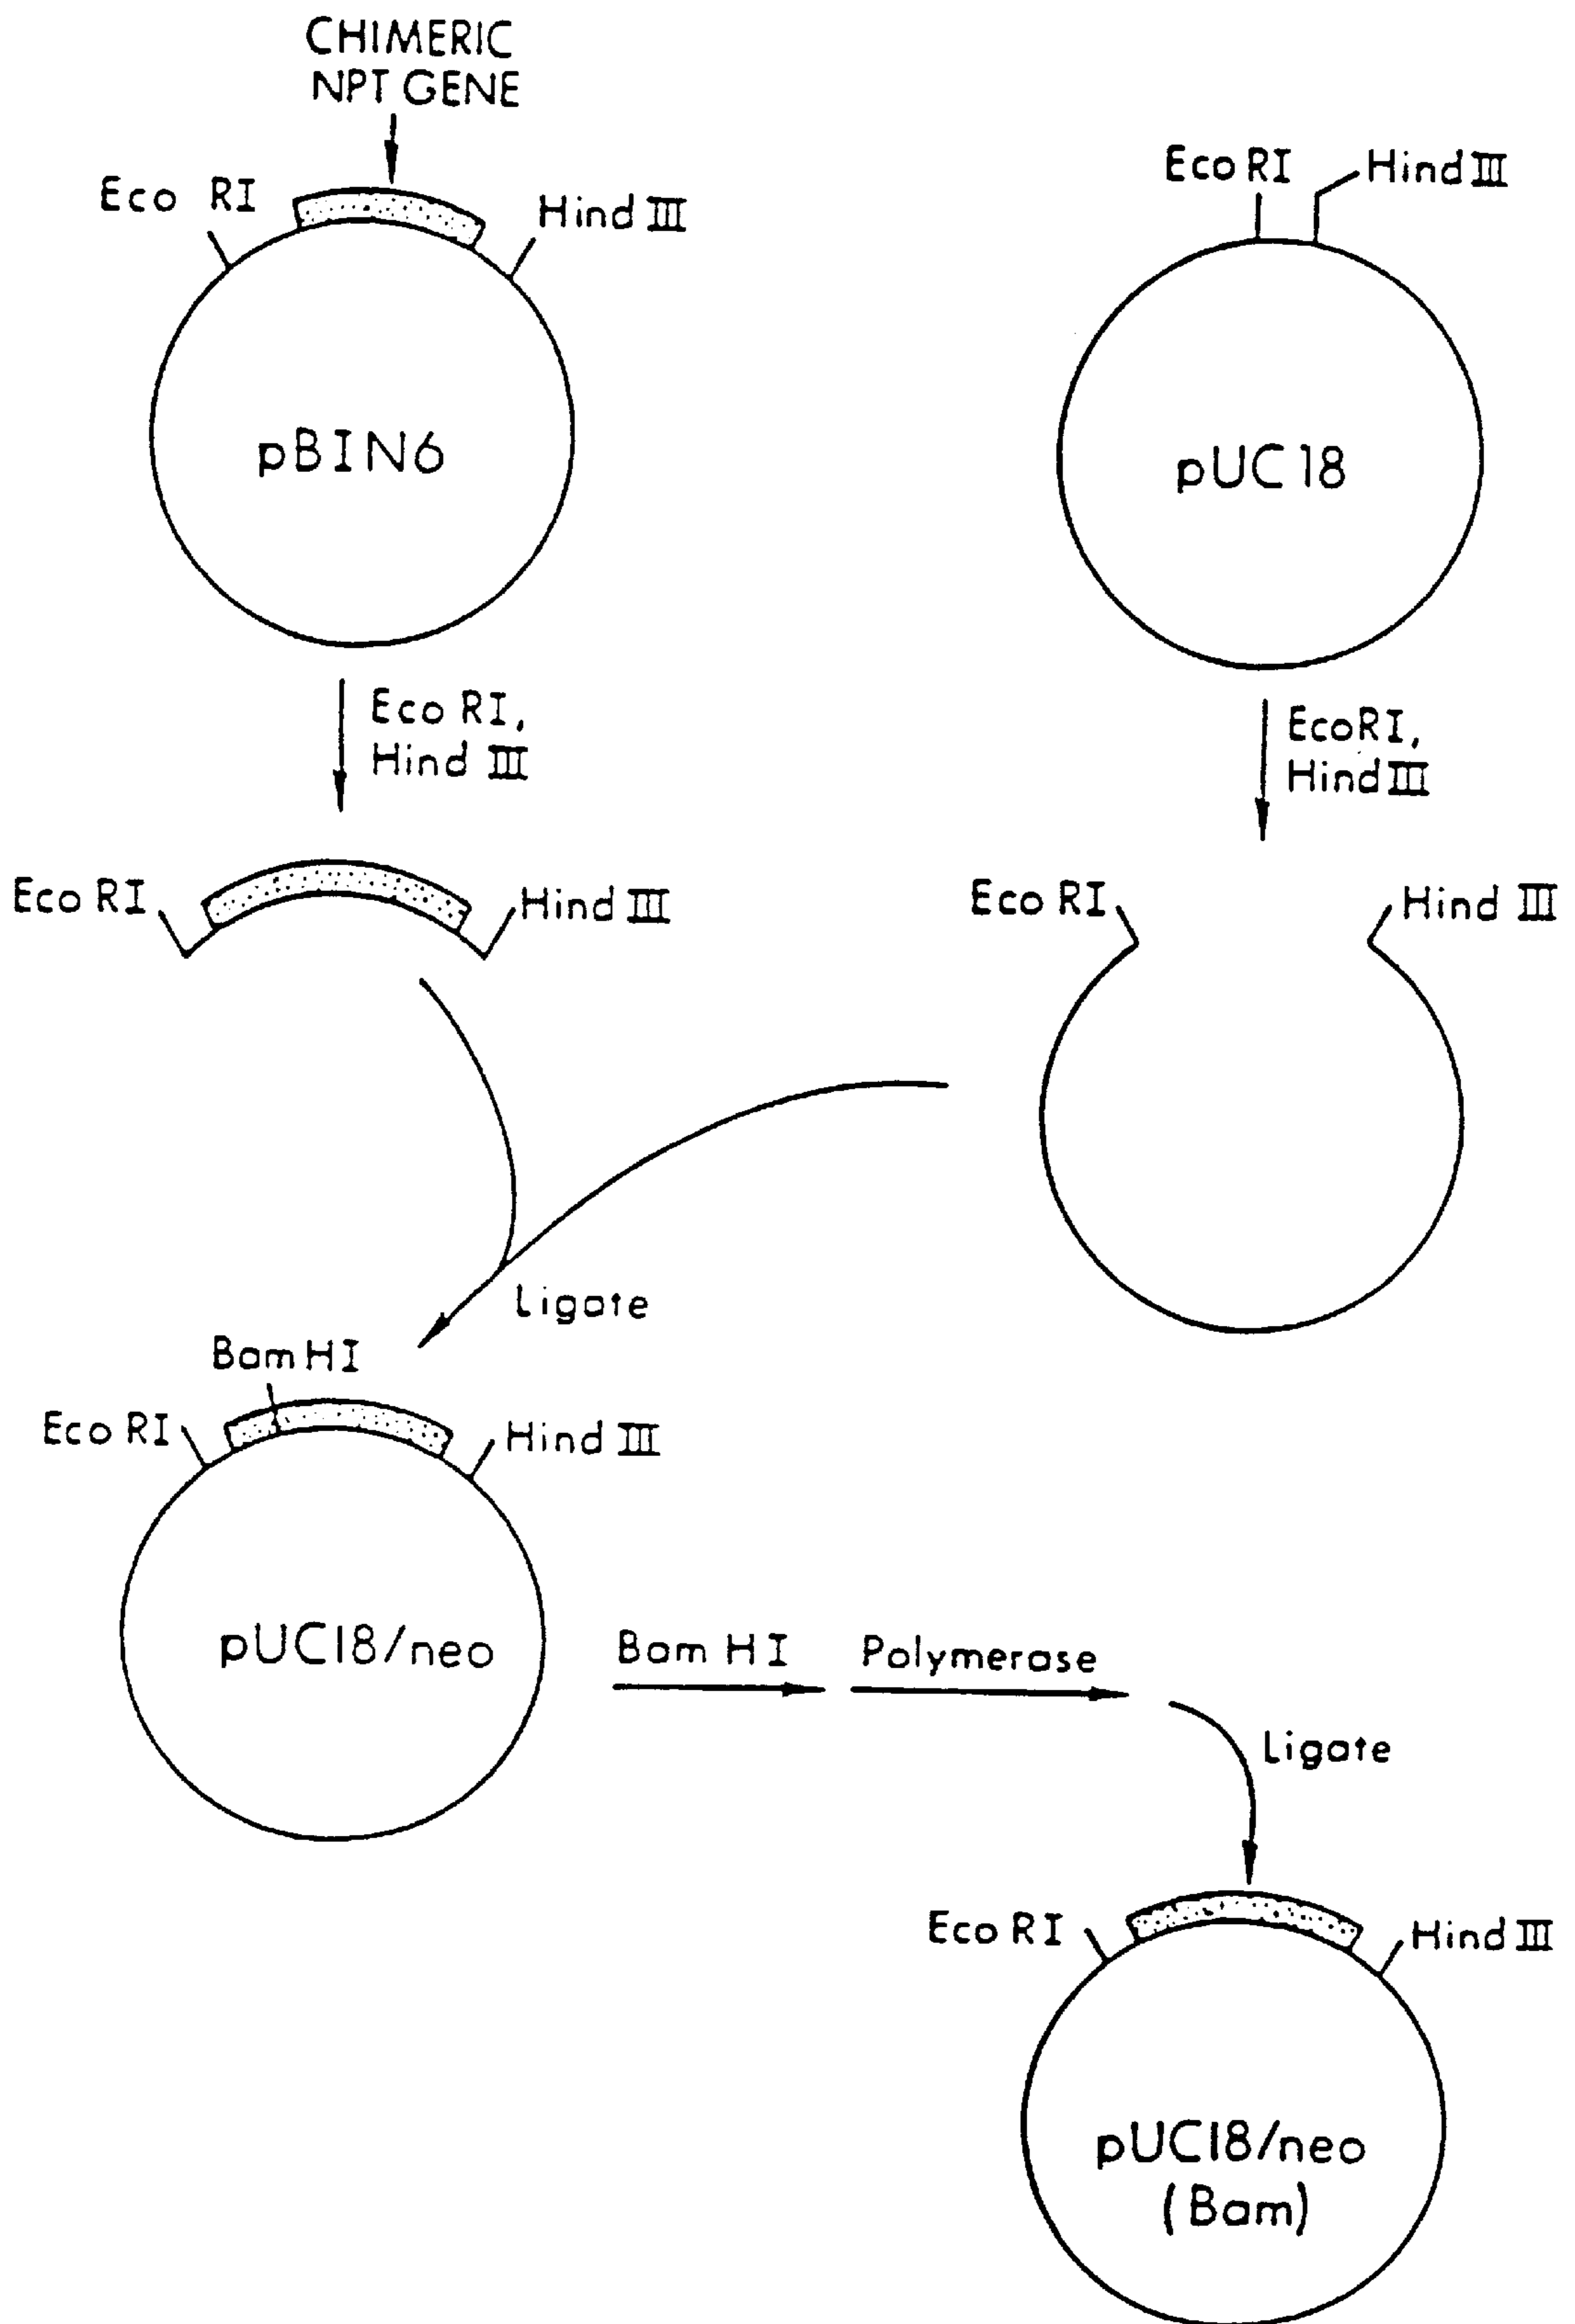 CHIMERIC
NPT GENE
Eco RI
Hind III
pBIN6
Eco RI
Hind III
pUC18
Eco RI,
Hind III
EcoRI,
Hind III
Eco RI
Hind III
Eco RI
Hind III
Ligate
Bam HI
Eco RI
Hind III
pUC18/neo
Bam HI
Polymerase
Ligate
Eco RI
Hind III
pUC18/neo
(Bam)